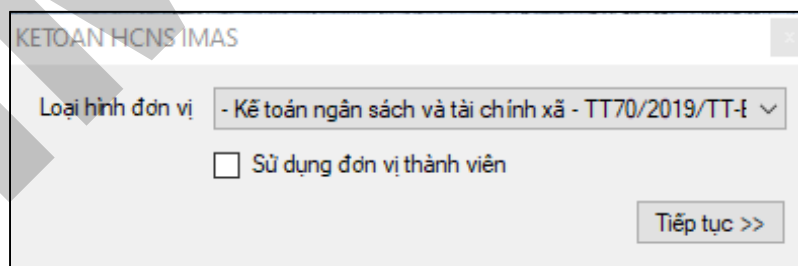 KETOAN HCNS IMAS
Loại hình đơn vị - Kế toán ngân sách và tài chính xã - TT70/2019/TT-
Sử dụng đơn vị thành viên
Tiếp tục >>